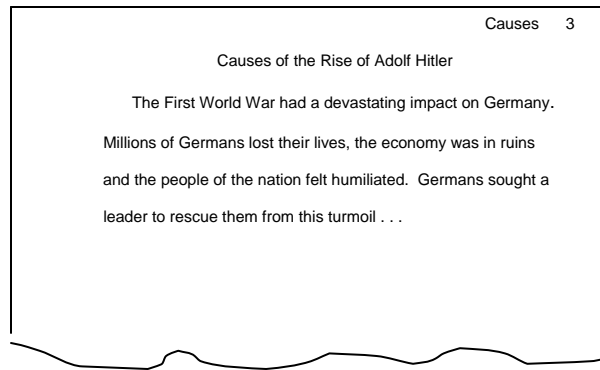 Causes 3
Causes of the Rise of Adolf Hitler
The First World War had a devastating impact on Germany.
Millions of Germans lost their lives, the economy was in ruins
and the people of the nation felt humiliated. Germans sought a
leader to rescue them from this turmoil . . .